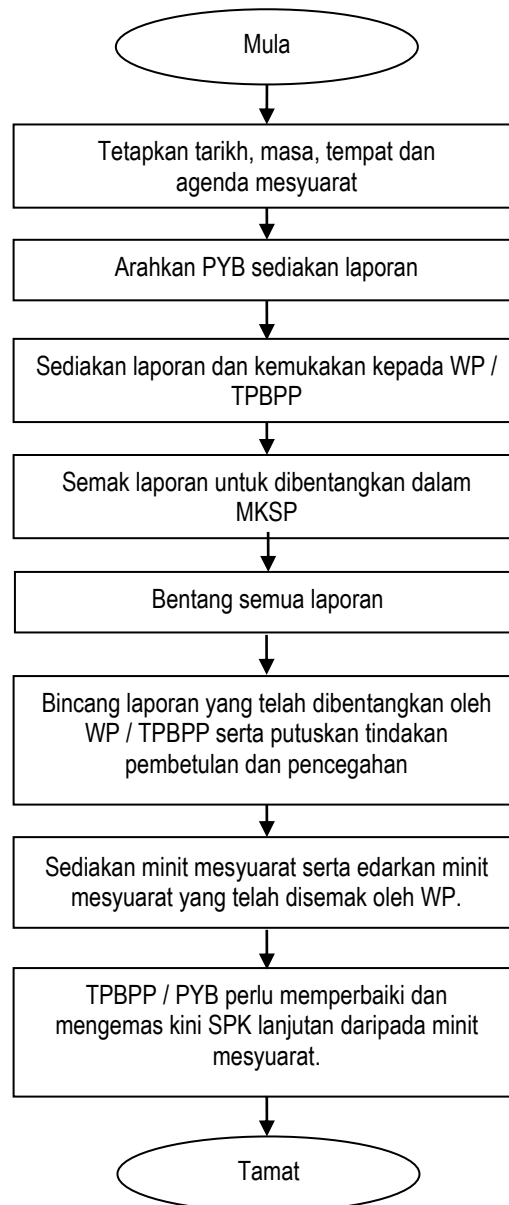 Mula
Tetapkan tarikh, masa, tempat dan
agenda mesyuarat
Arahkan PYB sediakan laporan
Sediakan laporan dan kemukakan kepada WP /
TPBPP
Semak laporan untuk dibentangkan dalam
MKSP
Bentang semua laporan
Bincang laporan yang telah dibentangkan oleh
WP / TPBPP serta putuskan tindakan
pembetulan dan pencegahan
Sediakan minit mesyuarat serta edarkan minit
mesyuarat yang telah disemak oleh WP.
TPBPP / PYB perlu memperbaiki dan
mengemas kini SPK lanjutan daripada minit
mesyuarat.
Tamat